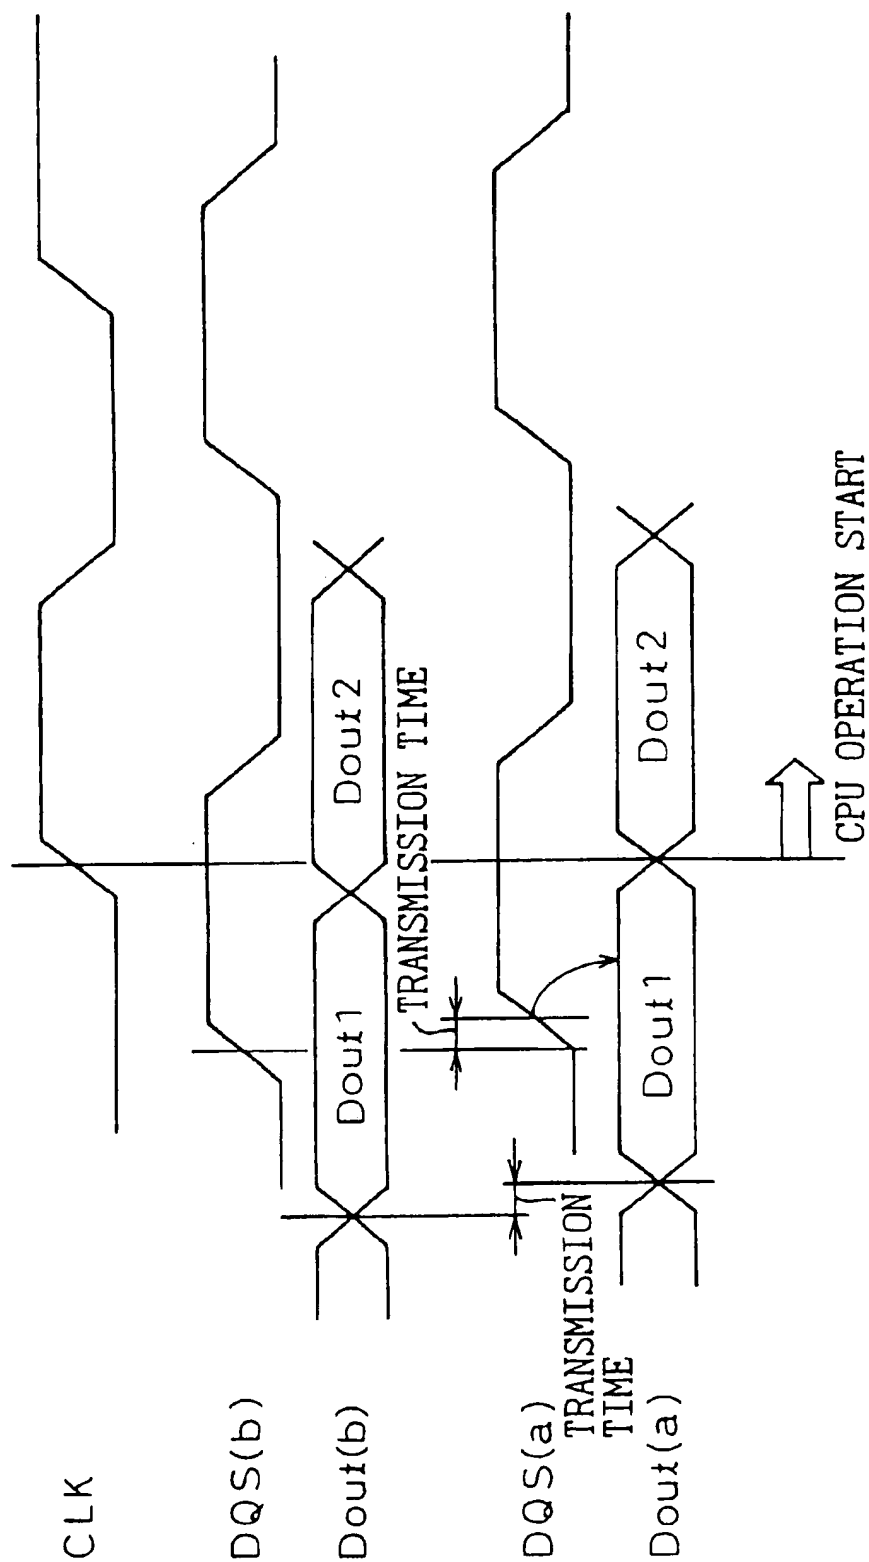 CLK
DQS(b)
Dout(b)
Dout1
Dout2
TRANSMISSION TIME
DQS(a)
TRANSMISSION
TIME
Dout(a)
Dout1
Dout2
CPU OPERATION START